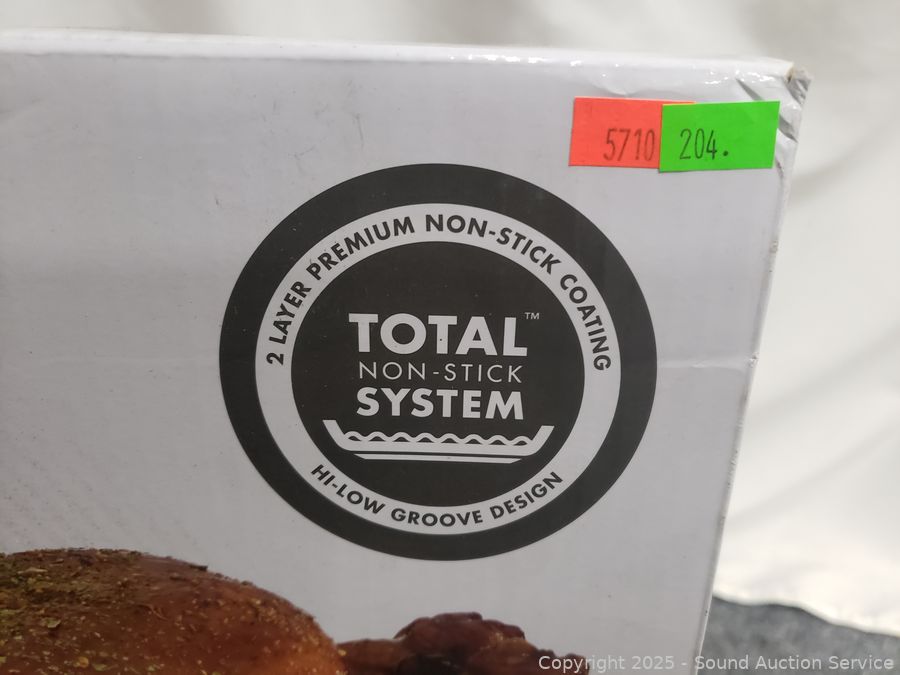 5710
204.
2 LAYER PREMIUM NON-STICK COATING
TOTAL™
NON-STICK
SYSTEM
HI-LOW GROOVE DESIGN
Copyright © 2025 - Sound Auction Service